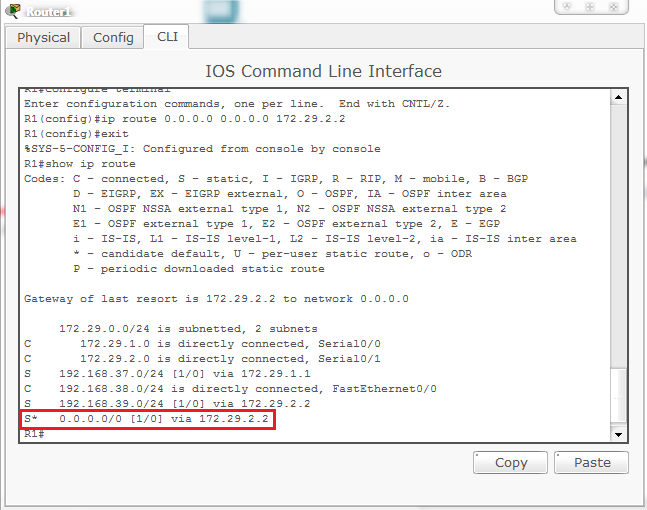 Router1
Physical Config CLI
IOS Command Line Interface
R1#configure terminal
Enter configuration commands, one per line.  End with CNTL/Z.
R1(config)#ip route 0.0.0.0 0.0.0.0 172.29.2.2
R1(config)#exit
%SYS-5-CONFIG_I: Configured from console by console
R1#show ip route
Codes: C - connected, S - static, I - IGRP, R - RIP, M - mobile, B - BGP
       D - EIGRP, EX - EIGRP external, O - OSPF, IA - OSPF inter area
       N1 - OSPF NSSA external type 1, N2 - OSPF NSSA external type 2
       E1 - OSPF external type 1, E2 - OSPF external type 2, E - EGP
       i - IS-IS, L1 - IS-IS level-1, L2 - IS-IS level-2, ia - IS-IS inter area
       * - candidate default, U - per-user static route, o - ODR
       P - periodic downloaded static route
Gateway of last resort is 172.29.2.2 to network 0.0.0.0
     172.29.0.0/24 is subnetted, 2 subnets
C       172.29.1.0 is directly connected, Serial0/0
C       172.29.2.0 is directly connected, Serial0/1
S    192.168.37.0/24 [1/0] via 172.29.1.1
C    192.168.38.0/24 is directly connected, FastEthernet0/0
S    192.168.39.0/24 [1/0] via 172.29.2.2
S*   0.0.0.0/0 [1/0] via 172.29.2.2
R1#
Copy Paste